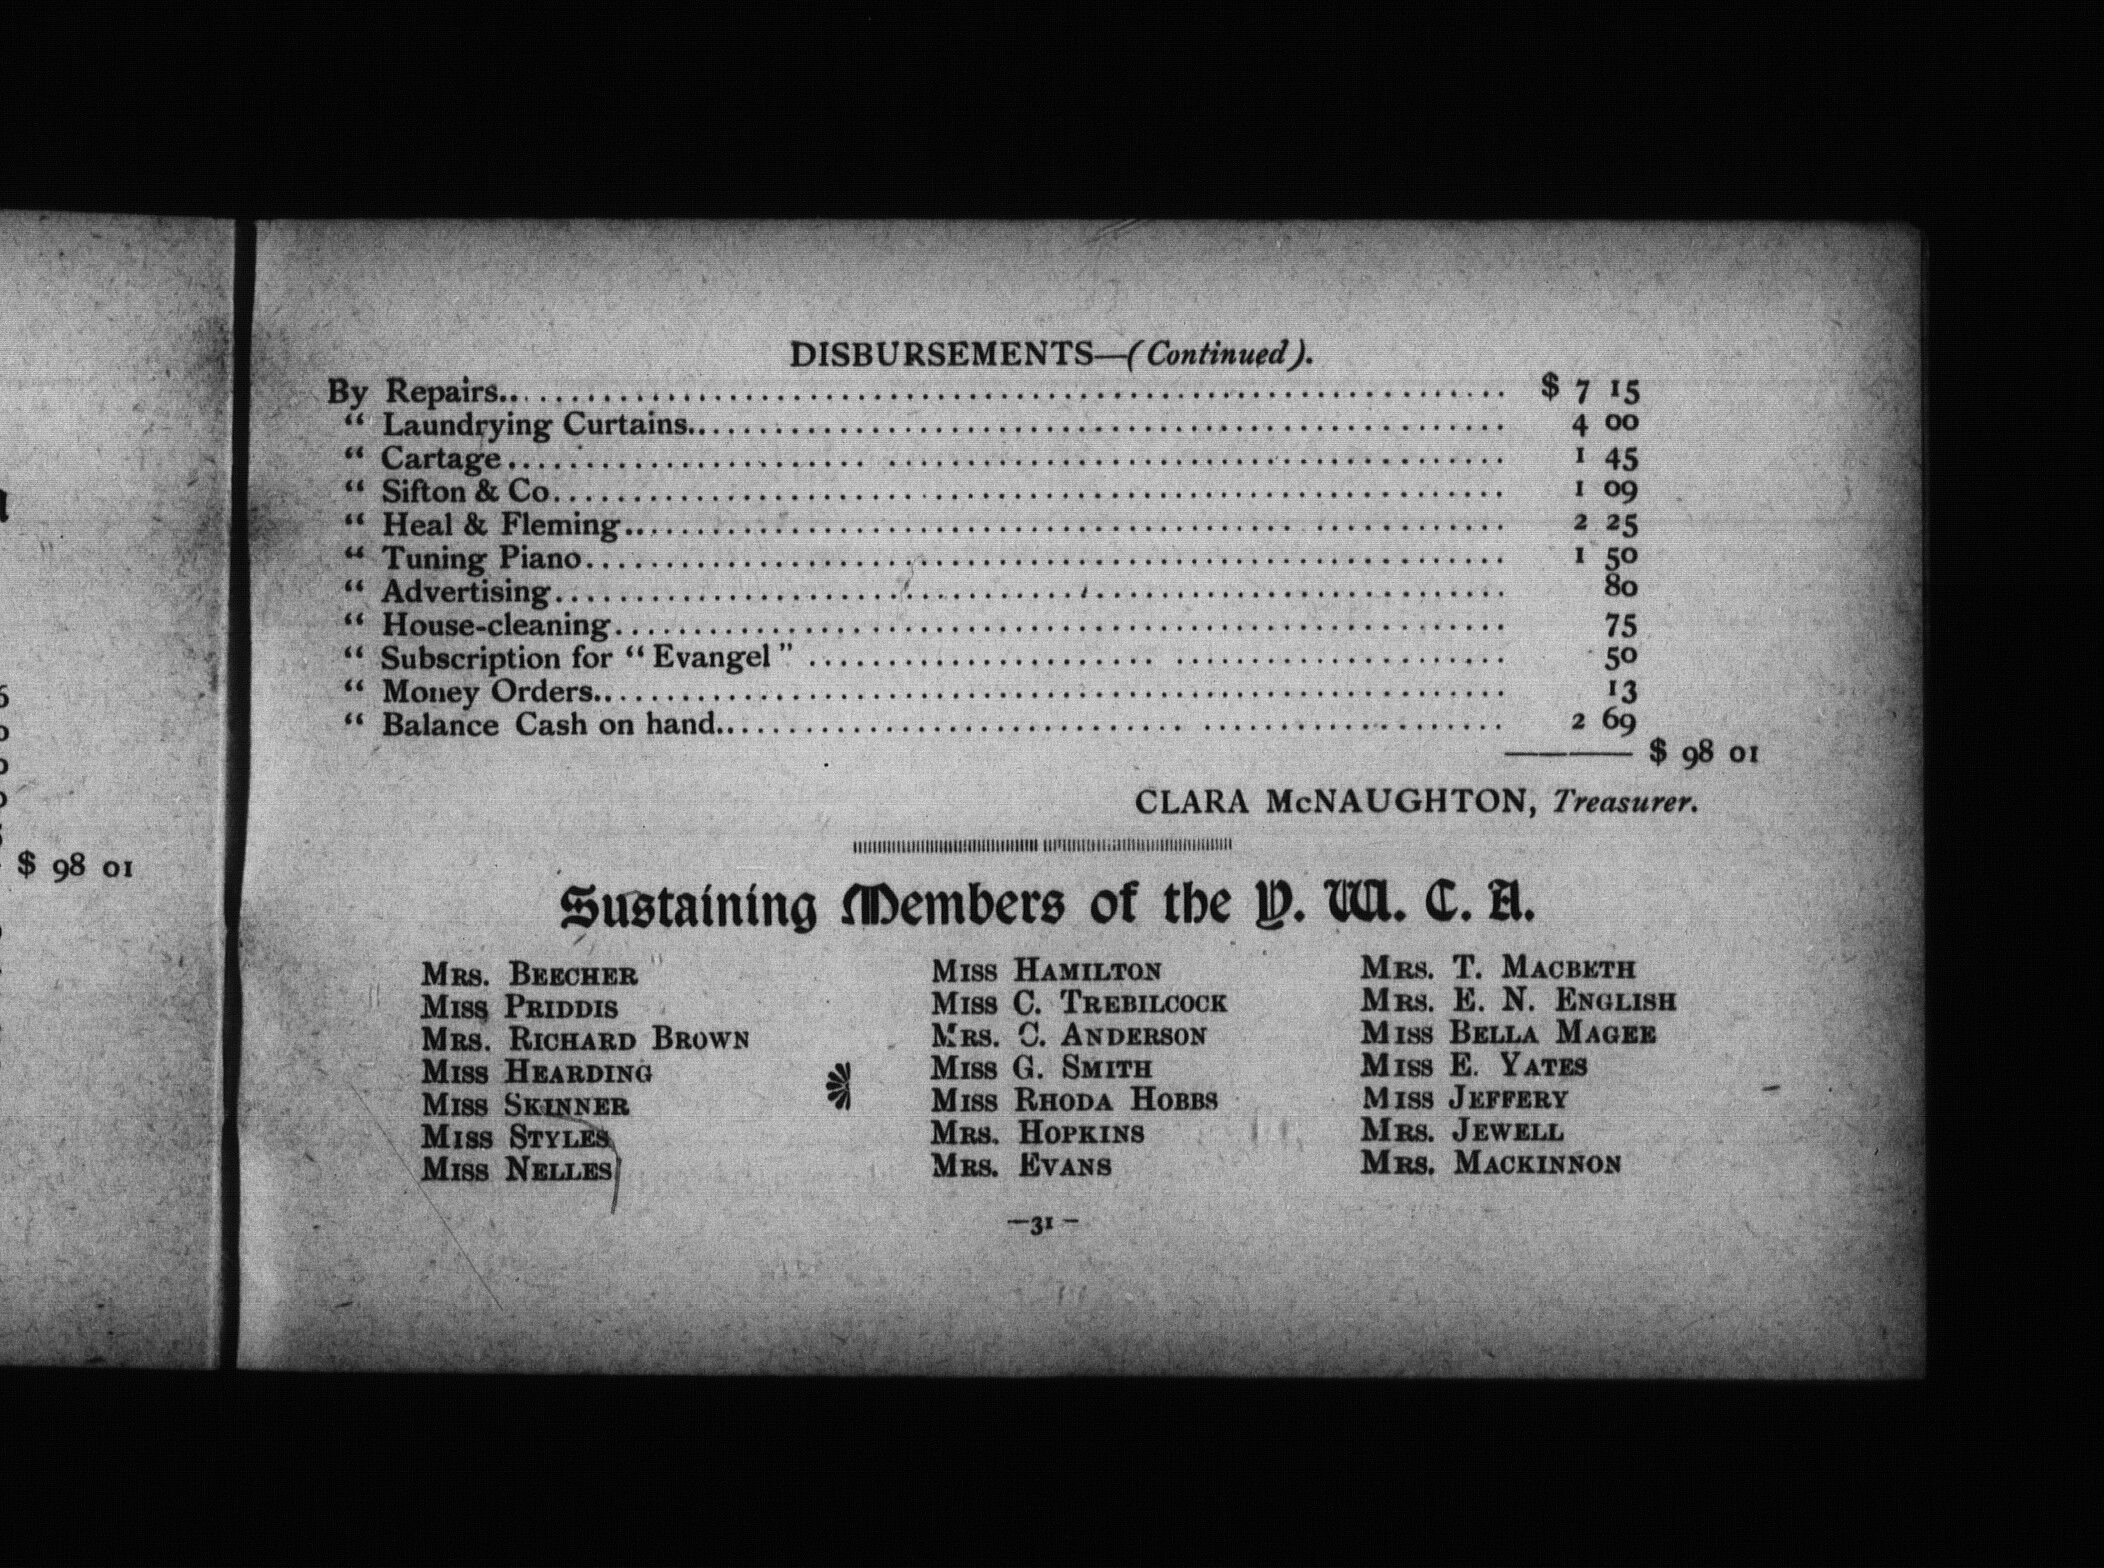 $ 98 01
DISBURSEMENTS—(Continued).
By Repairs.. $ 7 15
“ Laundrying Curtains.. 4 00
“ Cartage 1 45
“ Sifton & Co. 1 09
“ Heal & Fleming.. 2 25
“ Tuning Piano 1 50
“ Advertising 80
“ House-cleaning 75
“ Subscription for “Evangel” 50
“ Money Orders.. 13
“ Balance Cash on hand.. 2 69
$ 98 01
CLARA McNAUGHTON, Treasurer.
Sustaining Members of the Y. W. C. A.
MRS. BEECHER
MISS PRIDDIS
MRS. RICHARD BROWN
MISS HEARDING
MISS SKINNER
MISS STYLES
MISS NELLES
MISS HAMILTON
MISS C. TREBILCOCK
MRS. C. ANDERSON
MISS G. SMITH
MISS RHODA HOBBS
MRS. HOPKINS
MRS. EVANS
MRS. T. MACBETH
MRS. E. N. ENGLISH
MISS BELLA MAGEE
MISS E. YATES
MISS JEFFERY
MRS. JEWELL
MRS. MACKINNON
—31—